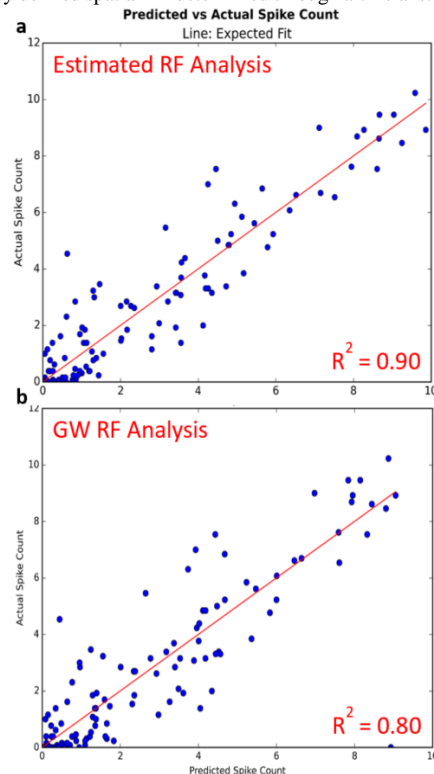 Predicted vs Actual Spike Count
a
Line: Expected Fit
12
Estimated RF Analysis
10
8
6
4
2
0
Actual Spike Count
R² = 0.90
0 2 4 6 8 10
b
12
GW RF Analysis
10
8
6
4
2
0
Actual Spike Count
R² = 0.80
0 2 4 6 8 10
Predicted Spike Count